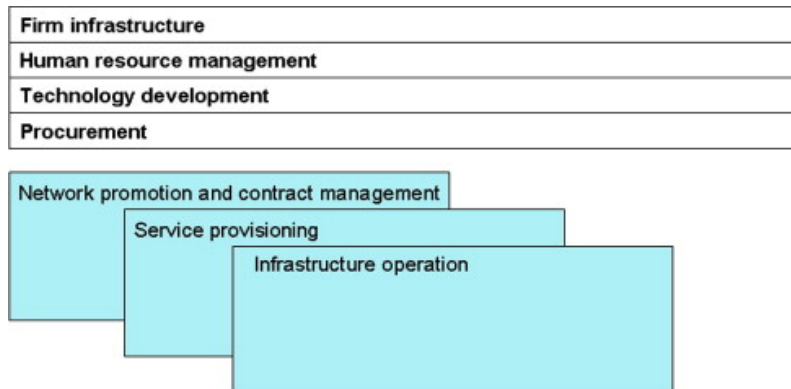 Firm infrastructure
Human resource management
Technology development
Procurement
Network promotion and contract management
Service provisioning
Infrastructure operation